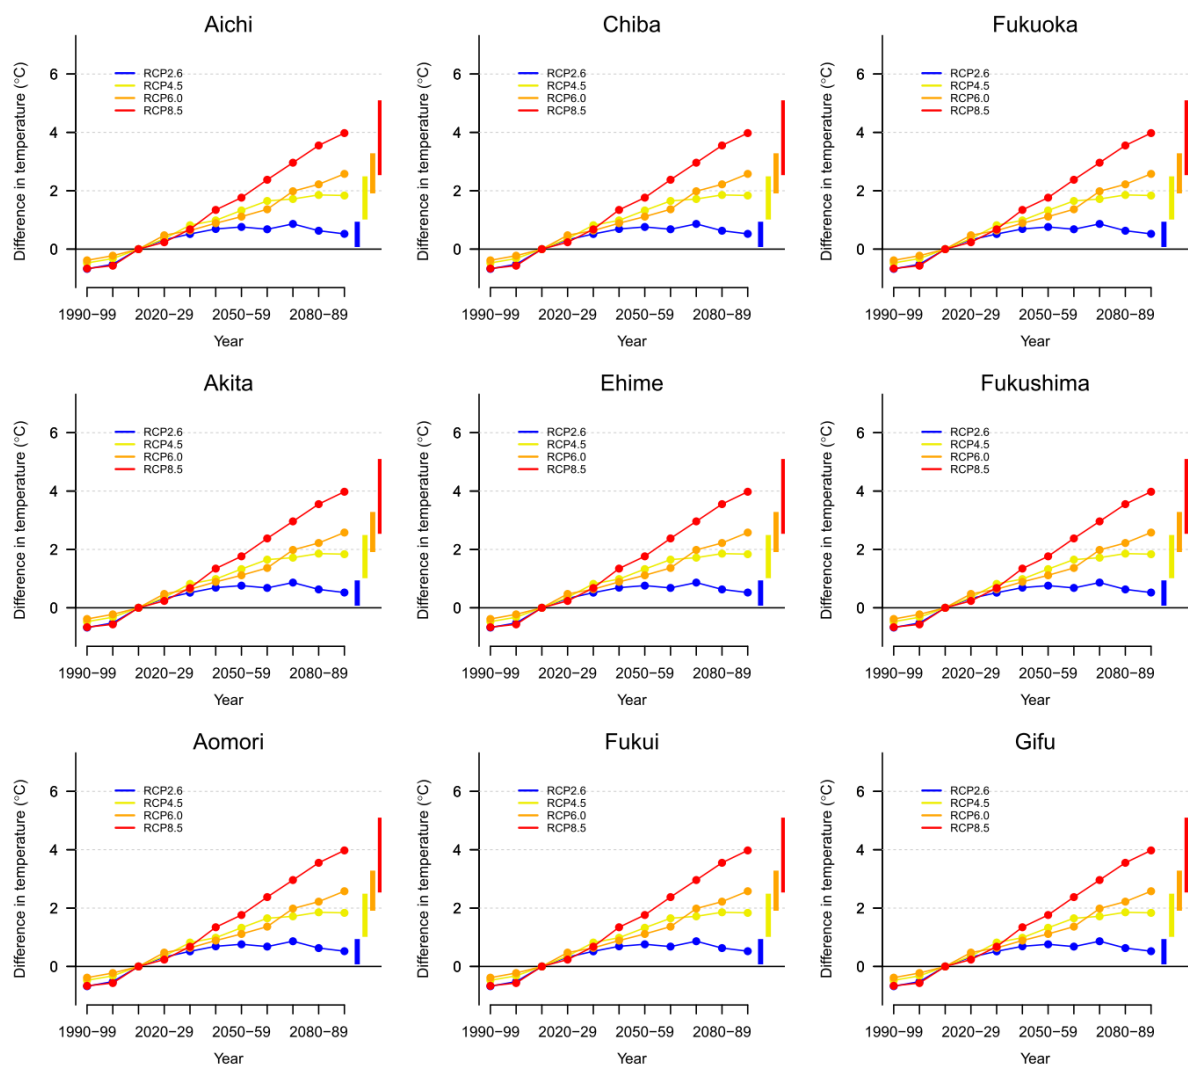 Aichi
Difference in temperature (°C)
6
4
2
0
RCP2.6
RCP4.5
RCP6.0
RCP8.5
1990−99 2020−29 2050−59 2080−89
Year
Chiba
Difference in temperature (°C)
6
4
2
0
RCP2.6
RCP4.5
RCP6.0
RCP8.5
1990−99 2020−29 2050−59 2080−89
Year
Fukuoka
Difference in temperature (°C)
6
4
2
0
RCP2.6
RCP4.5
RCP6.0
RCP8.5
1990−99 2020−29 2050−59 2080−89
Year
Akita
Difference in temperature (°C)
6
4
2
0
RCP2.6
RCP4.5
RCP6.0
RCP8.5
1990−99 2020−29 2050−59 2080−89
Year
Ehime
Difference in temperature (°C)
6
4
2
0
RCP2.6
RCP4.5
RCP6.0
RCP8.5
1990−99 2020−29 2050−59 2080−89
Year
Fukushima
Difference in temperature (°C)
6
4
2
0
RCP2.6
RCP4.5
RCP6.0
RCP8.5
1990−99 2020−29 2050−59 2080−89
Year
Aomori
Difference in temperature (°C)
6
4
2
0
RCP2.6
RCP4.5
RCP6.0
RCP8.5
1990−99 2020−29 2050−59 2080−89
Year
Fukui
Difference in temperature (°C)
6
4
2
0
RCP2.6
RCP4.5
RCP6.0
RCP8.5
1990−99 2020−29 2050−59 2080−89
Year
Gifu
Difference in temperature (°C)
6
4
2
0
RCP2.6
RCP4.5
RCP6.0
RCP8.5
1990−99 2020−29 2050−59 2080−89
Year